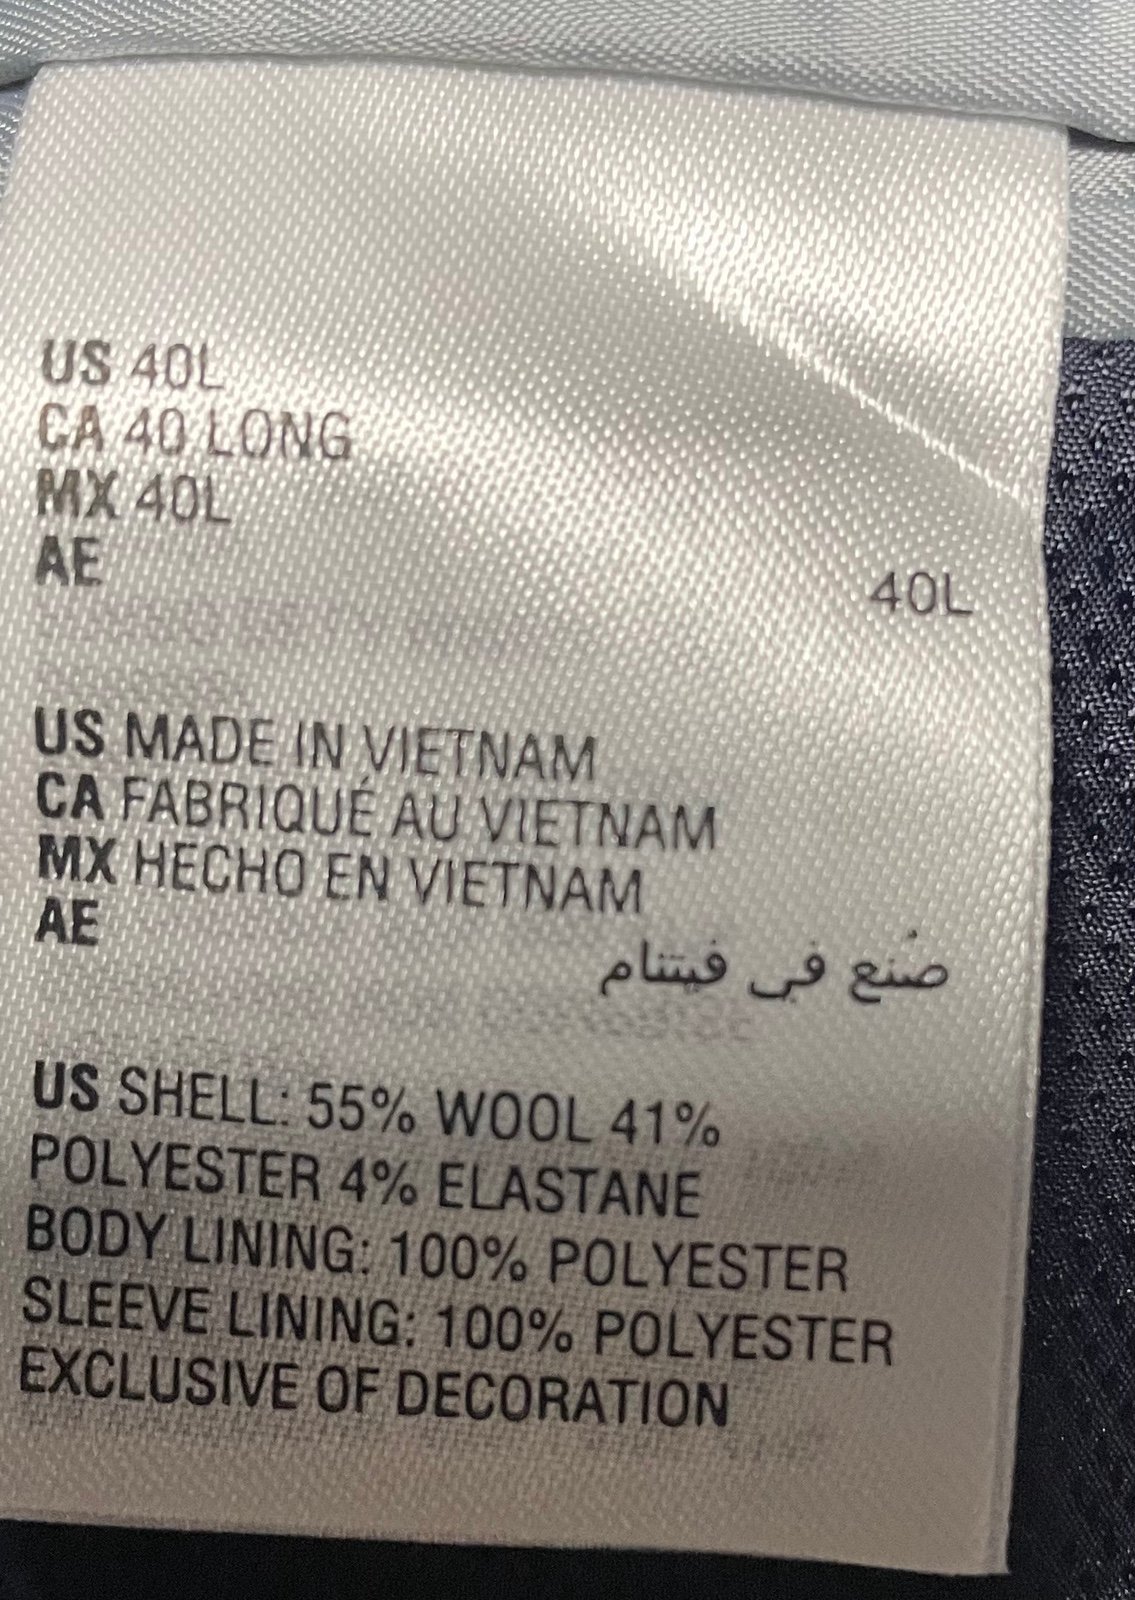 US 40L
CA 40 LONG
MX 40L
AE
40L
US MADE IN VIETNAM
CA FABRIQUÉ AU VIETNAM
MX HECHO EN VIETNAM
AE
صُنع في فيتنام
US SHELL: 55% WOOL 41%
POLYESTER 4% ELASTANE
BODY LINING: 100% POLYESTER
SLEEVE LINING: 100% POLYESTER
EXCLUSIVE OF DECORATION